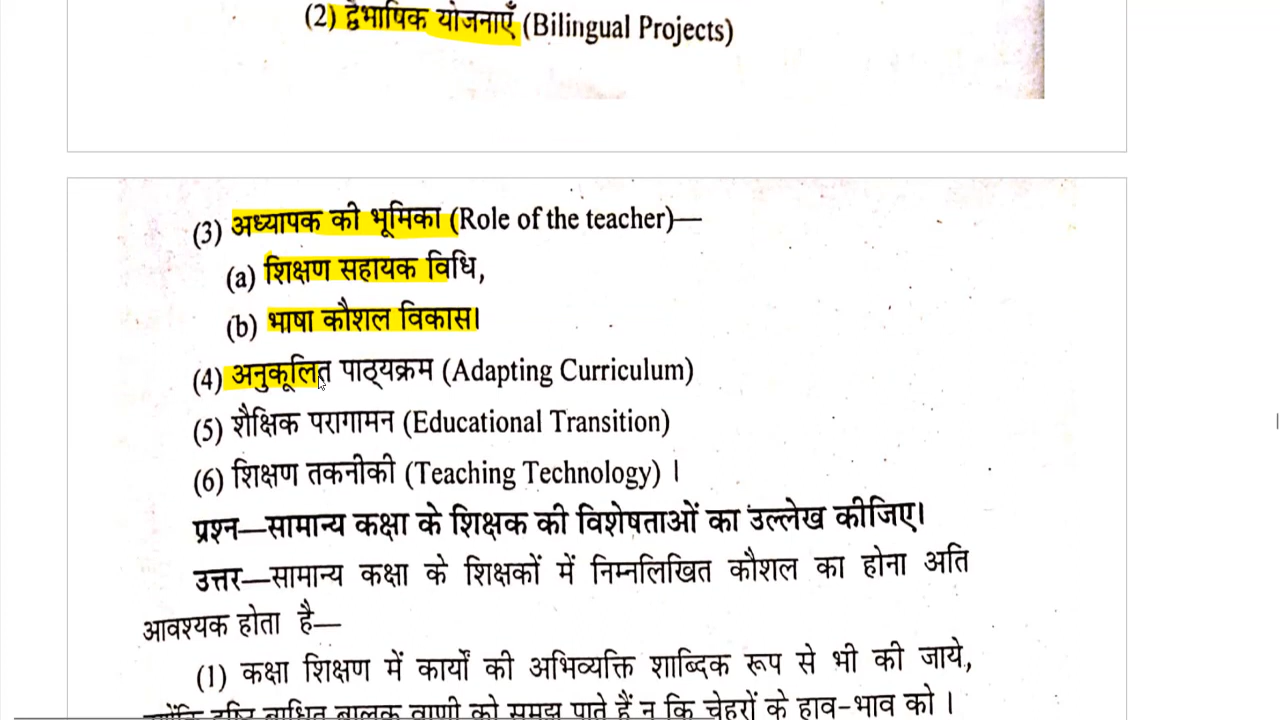 (2) द्वैभाषिक योजनाएँ (Bilingual Projects)
(3) अध्यापक की भूमिका (Role of the teacher)—
(a) शिक्षण सहायक विधि,
(b) भाषा कौशल विकास।
(4) अनुकूलित पाठ्यक्रम (Adapting Curriculum)
(5) शैक्षिक परागामन (Educational Transition)
(6) शिक्षण तकनीकी (Teaching Technology) ।
प्रश्न—सामान्य कक्षा के शिक्षक की विशेषताओं का उल्लेख कीजिए।
उत्तर—सामान्य कक्षा के शिक्षकों में निम्नलिखित कौशल का होना अति
आवश्यक होता है—
(1) कक्षा शिक्षण में कार्यों की अभिव्यक्ति शाब्दिक रूप से भी की जाये,
क्योंकि दृष्टि बाधित बालक वाणी को समझ पाते हैं न कि चेहरों के हाव-भाव को ।